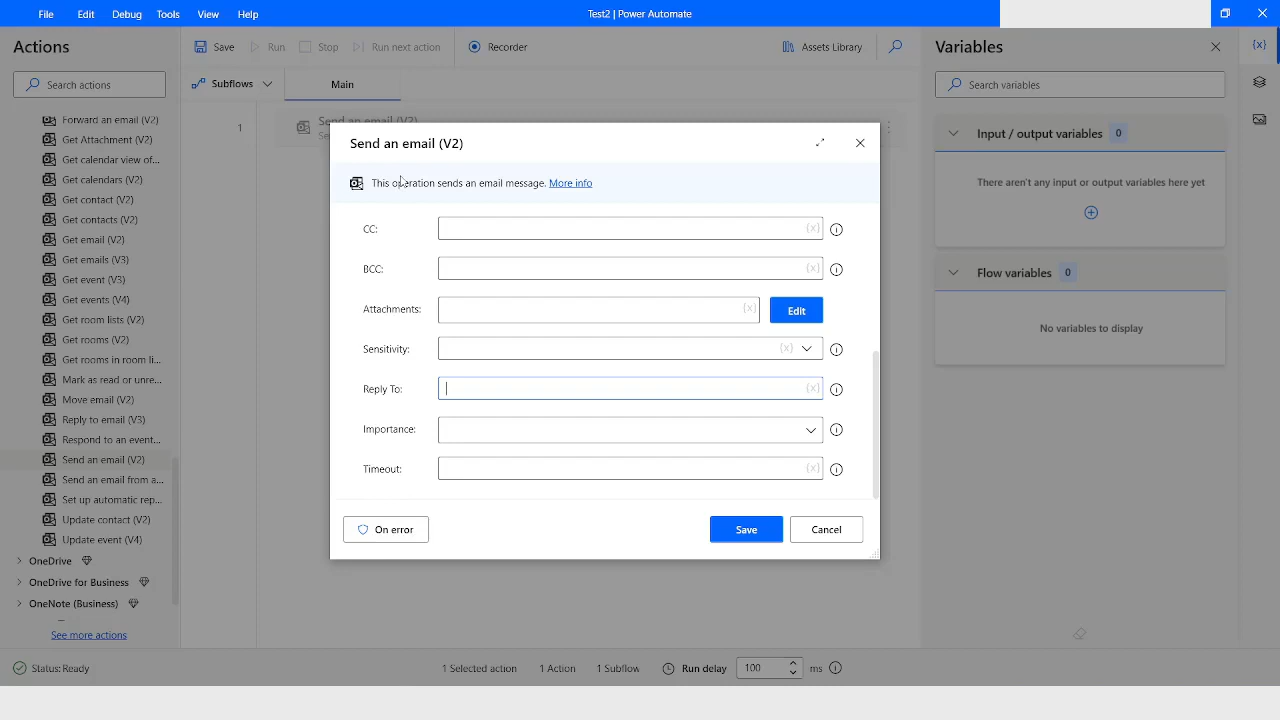 File Edit Debug Tools View Help
Test2 | Power Automate
Actions
Search actions
Forward an email (V2)
Get Attachment (V2)
Get calendar view of...
Get calendars (V2)
Get contact (V2)
Get contacts (V2)
Get email (V2)
Get emails (V3)
Get event (V3)
Get events (V4)
Get room lists (V2)
Get rooms (V2)
Get rooms in room li...
Mark as read or unre...
Move email (V2)
Reply to email (V3)
Respond to an event...
Send an email (V2)
Send an email from a...
Set up automatic rep...
Update contact (V2)
Update event (V4)
OneDrive
OneDrive for Business
OneNote (Business)
See more actions
Save Run Stop Run next action Recorder Assets Library
Subflows Main
1
Send an email (V2)
Send an email (V2)
This operation sends an email message. More info
CC: {x}
BCC: {x}
Attachments: {x} Edit
Sensitivity: {x}
Reply To: {x}
Importance:
Timeout: {x}
On error Save Cancel
Variables
{x}
Search variables
Input / output variables 0
There aren't any input or output variables here yet
Flow variables 0
No variables to display
Status: Ready 1 Selected action 1 Action 1 Subflow Run delay 100 ms